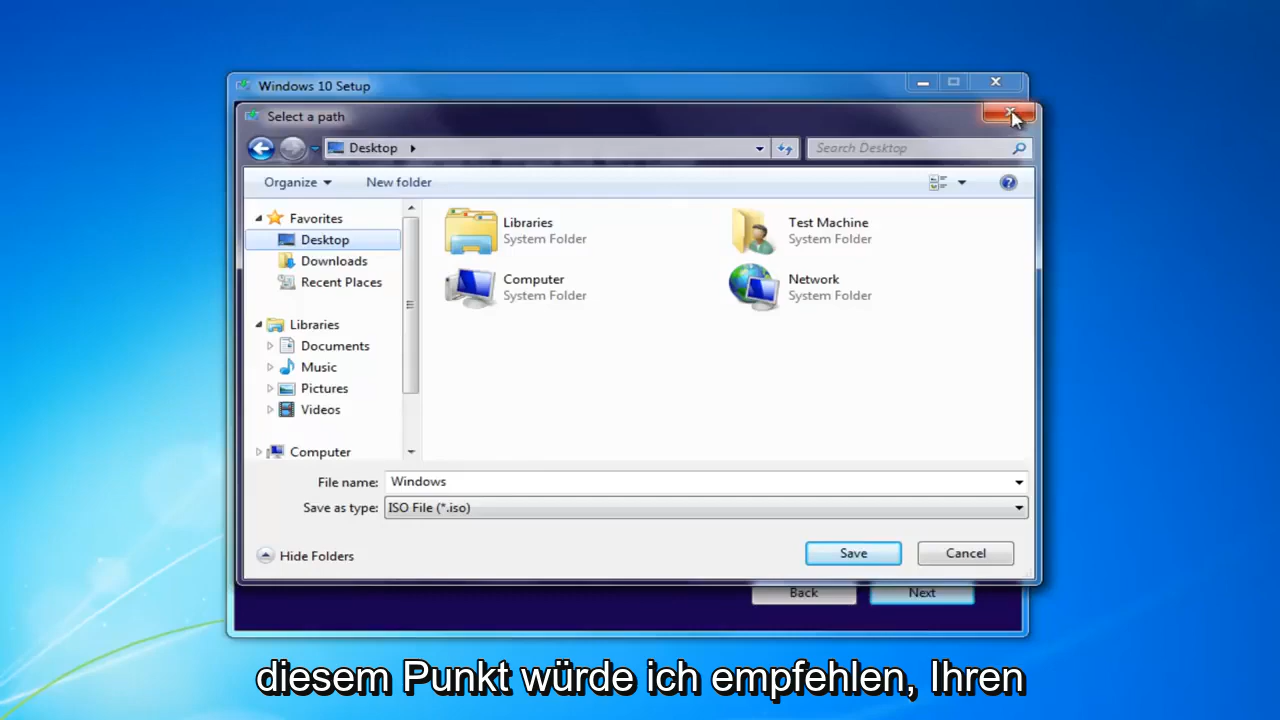 Windows 10 Setup
Select a path
Desktop
Search Desktop
Organize
New folder
Favorites
Desktop
Downloads
Recent Places
Libraries
Documents
Music
Pictures
Videos
Computer
Libraries
System Folder
Test Machine
System Folder
Computer
System Folder
Network
System Folder
File name: Windows
Save as type: ISO File (*.iso)
Hide Folders
Save
Cancel
Back
Next
diesem Punkt würde ich empfehlen, Ihren